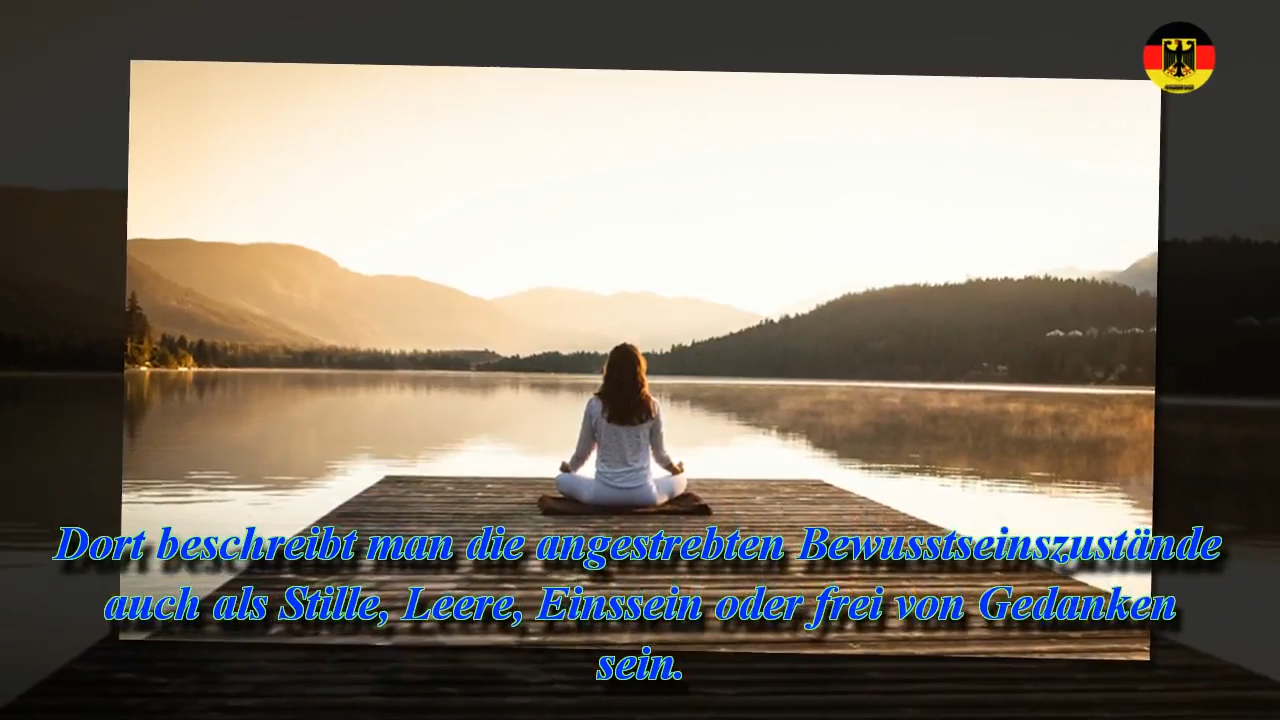 Dort beschreibt man die angestrebten Bewusstseinszustände
auch als Stille, Leere, Einssein oder frei von Gedanken
sein.